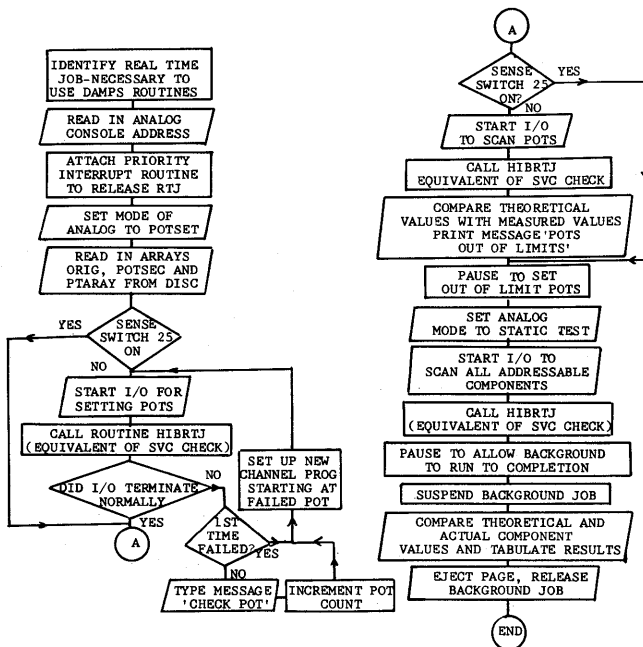 IDENTIFY REAL TIME
JOB-NECESSARY TO
USE DAMPS ROUTINES
READ IN ANALOG
CONSOLE ADDRESS
ATTACH PRIORITY
INTERRUPT ROUTINE
TO RELEASE RTJ
SET MODE OF
ANALOG TO POTSET
READ IN ARRAYS
ORIG, POTSEC AND
PTARAY FROM DISC
YES
SENSE
SWITCH 25
ON
NO
START I/O FOR
SETTING POTS
CALL ROUTINE HIBRTJ
(EQUIVALENT OF SVC CHECK)
DID I/O TERMINATE
NORMALLY
NO
YES
A
1ST
TIME
FAILED?
YES
NO
TYPE MESSAGE
'CHECK POT'
INCREMENT POT
COUNT
SET UP NEW
CHANNEL PROG
STARTING AT
FAILED POT
A
SENSE
SWITCH 25
ON?
YES
NO
START I/O
TO SCAN POTS
CALL HIBRTJ
EQUIVALENT OF SVC CHECK
COMPARE THEORETICAL
VALUES WITH MEASURED VALUES
PRINT MESSAGE'POTS
OUT OF LIMITS'
PAUSE TO SET
OUT OF LIMIT POTS
SET ANALOG
MODE TO STATIC TEST
START I/O TO
SCAN ALL ADDRESSABLE
COMPONENTS
CALL HIBRTJ
(EQUIVALENT OF SVC CHECK)
PAUSE TO ALLOW BACKGROUND
TO RUN TO COMPLETION
SUSPEND BACKGROUND JOB
COMPARE THEORETICAL AND
ACTUAL COMPONENT
VALUES AND TABULATE RESULTS
EJECT PAGE, RELEASE
BACKGROUND JOB
END